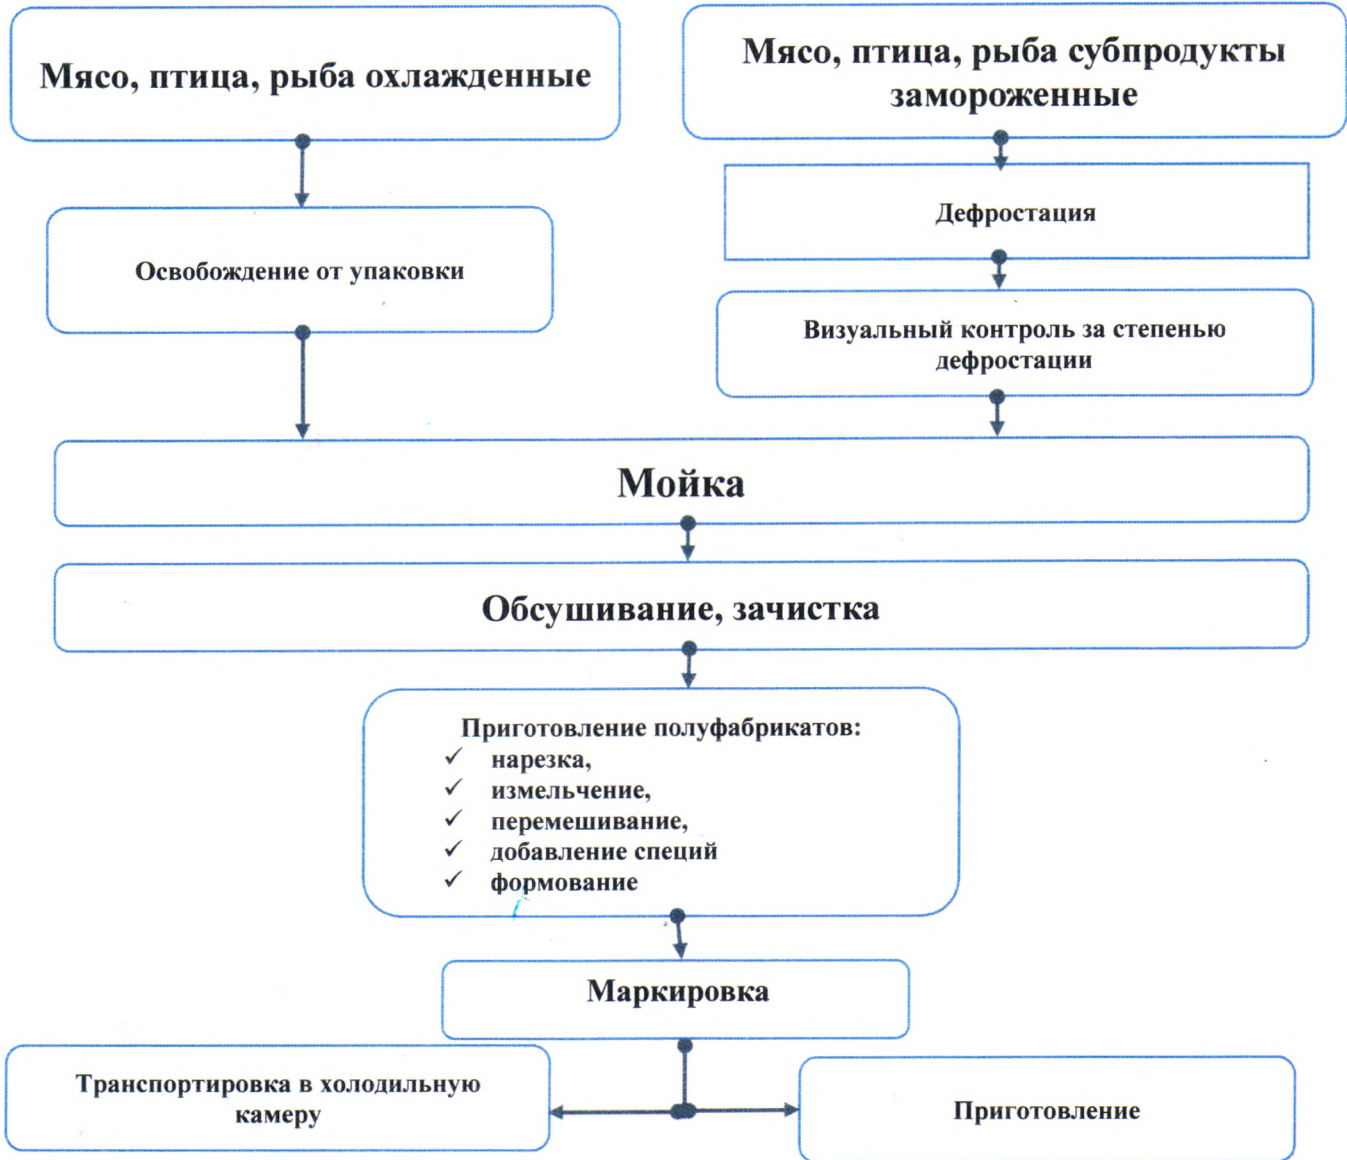 Мясо, птица, рыба охлажденные
Мясо, птица, рыба субпродукты
замороженные
Освобождение от упаковки
Дефростация
Визуальный контроль за степенью
дефростации
Мойка
Обсушивание, зачистка
Приготовление полуфабрикатов:
✓ нарезка,
✓ измельчение,
✓ перемешивание,
✓ добавление специй
✓ формование
Маркировка
Транспортировка в холодильную
камеру
Приготовление